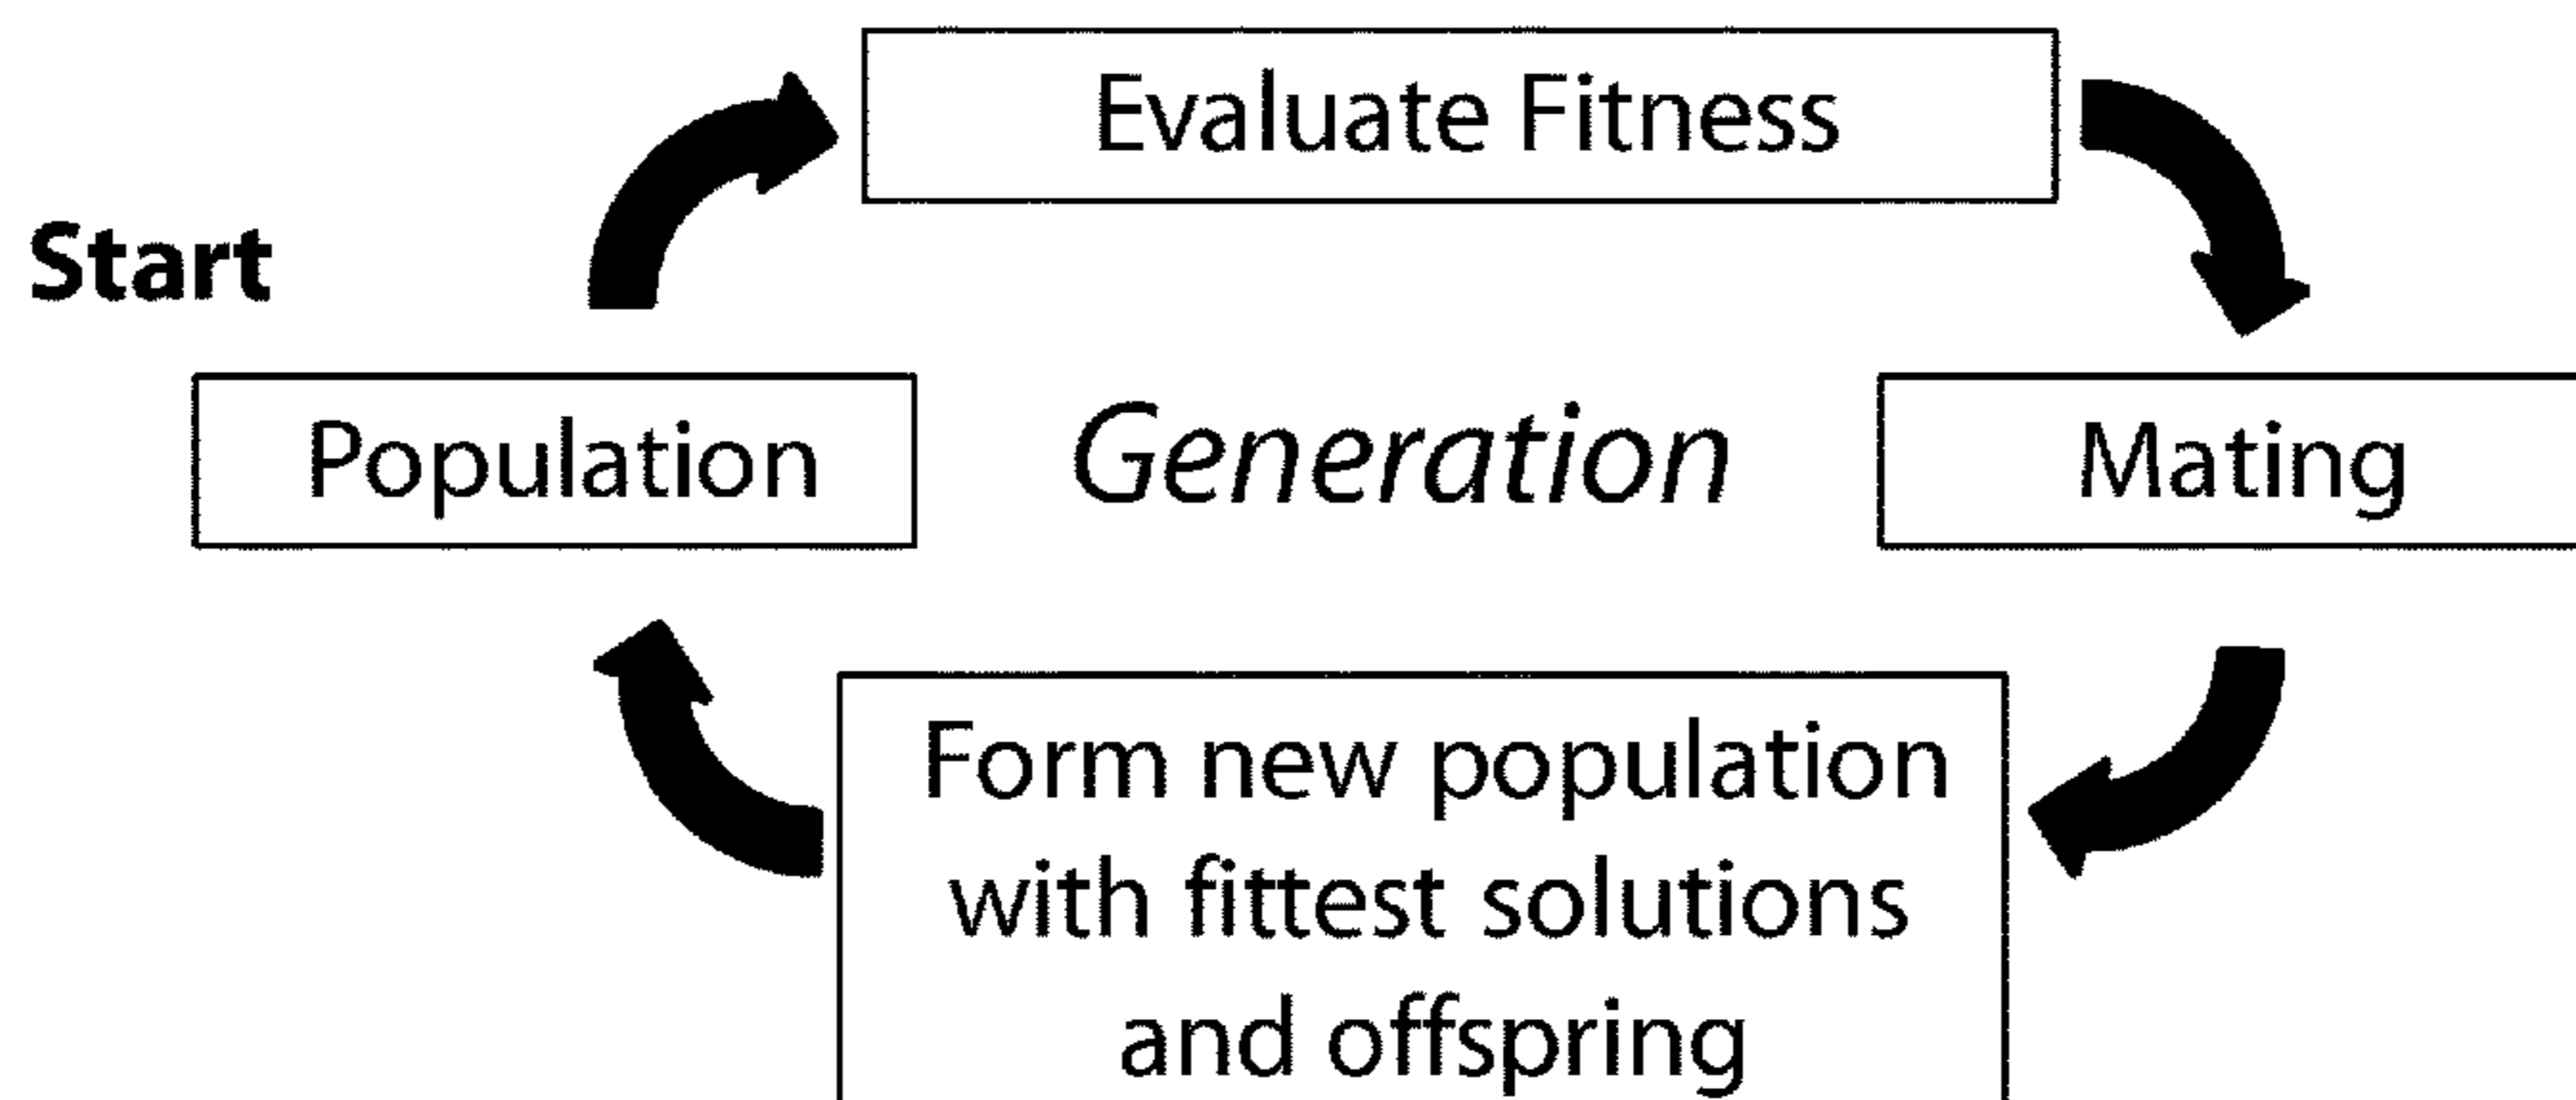 Evaluate Fitness
Start
Population
Generation
Mating
Form new population
with fittest solutions
and offspring